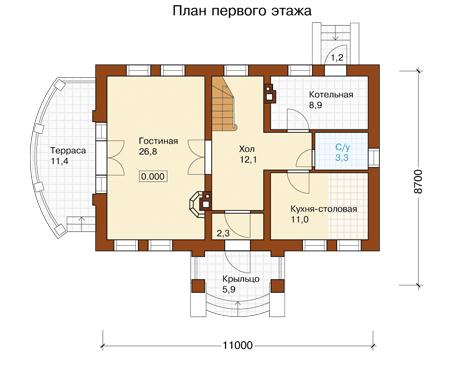 План первого этажа
1,2
Котельная
8,9
Терраса
11,4
Гостиная
26,8
Хол
12,1
С/у
3,3
0.000
Кухня-столовая
11,0
2,3
Крыльцо
5,9
8700
11000